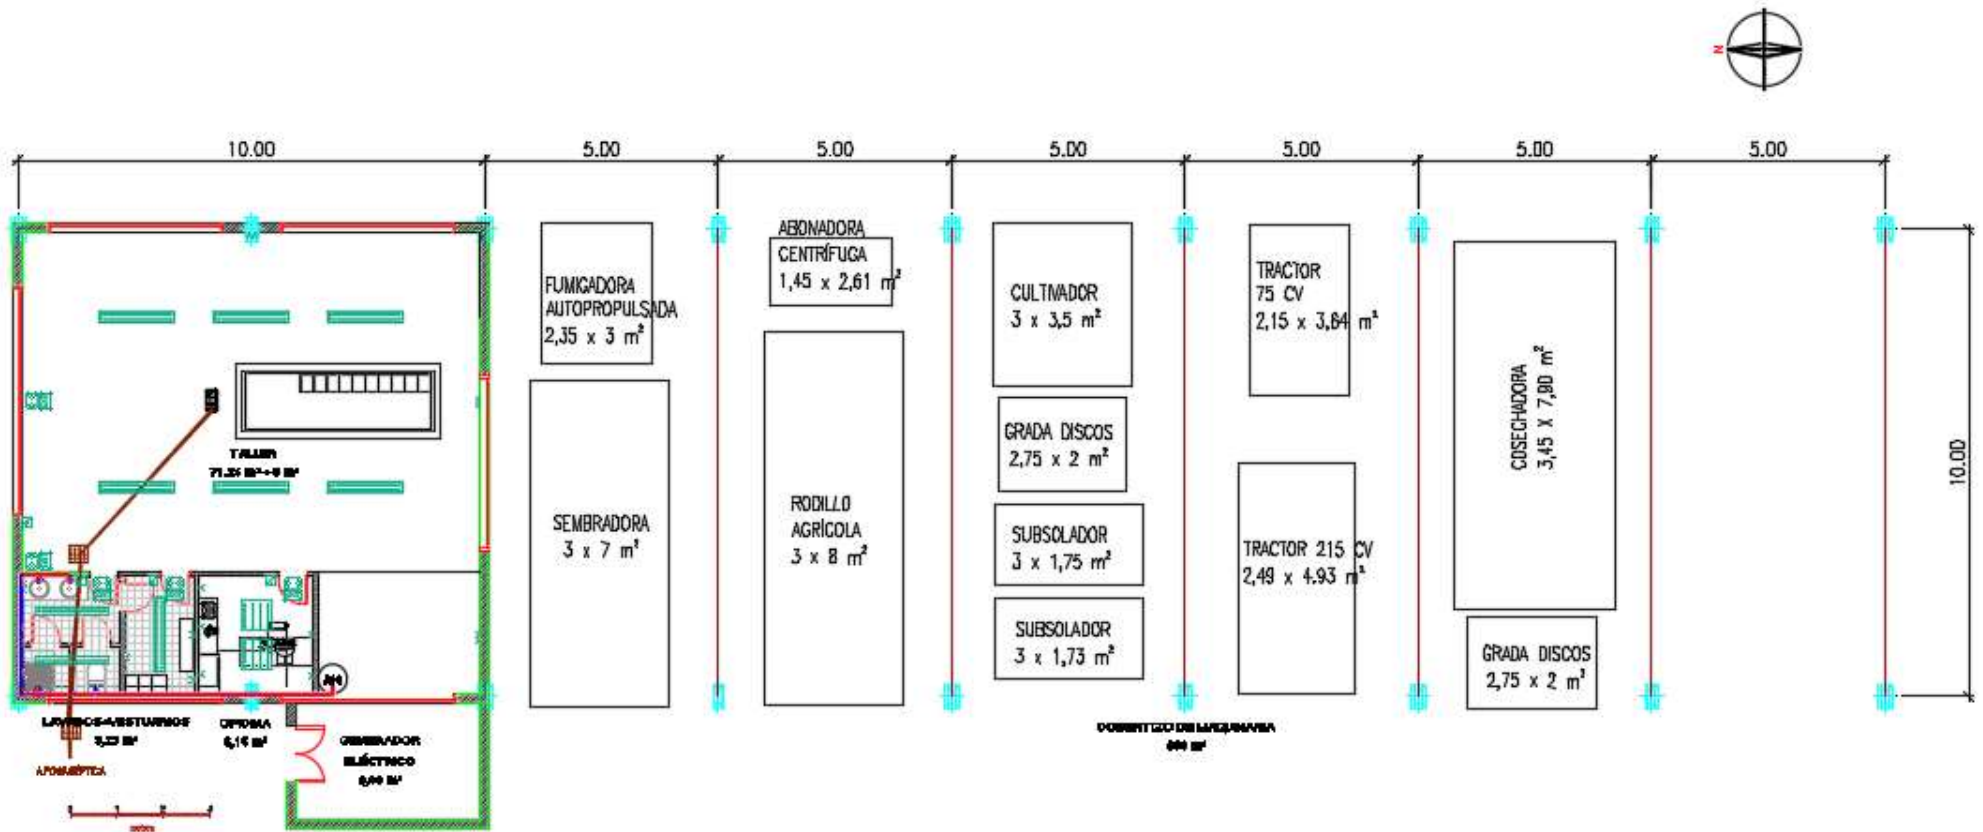 N
10.00
5.00
5.00
5.00
5.00
5.00
5.00
10.00
FUMIGADORA
AUTOPROPULSADA
2,35 x 3 m²
SEMBRADORA
3 x 7 m²
ABONADORA
CENTRÍFUGA
1,45 x 2,61 m²
RODILLO
AGRÍCOLA
3 x 8 m²
CULTIVADOR
3 x 3,5 m²
GRADA DISCOS
2,75 x 2 m²
SUBSOLADOR
3 x 1,75 m²
SUBSOLADOR
3 x 1,73 m²
TRACTOR
75 CV
2,15 x 3,64 m²
TRACTOR 215 CV
2,49 x 4.93 m²
COSECHADORA
3,45 x 7,90 m²
GRADA DISCOS
2,75 x 2 m²
TALLER
OFICINA
GENERADOR
ELÉCTRICO
COBERTIZO DE MAQUINARIA